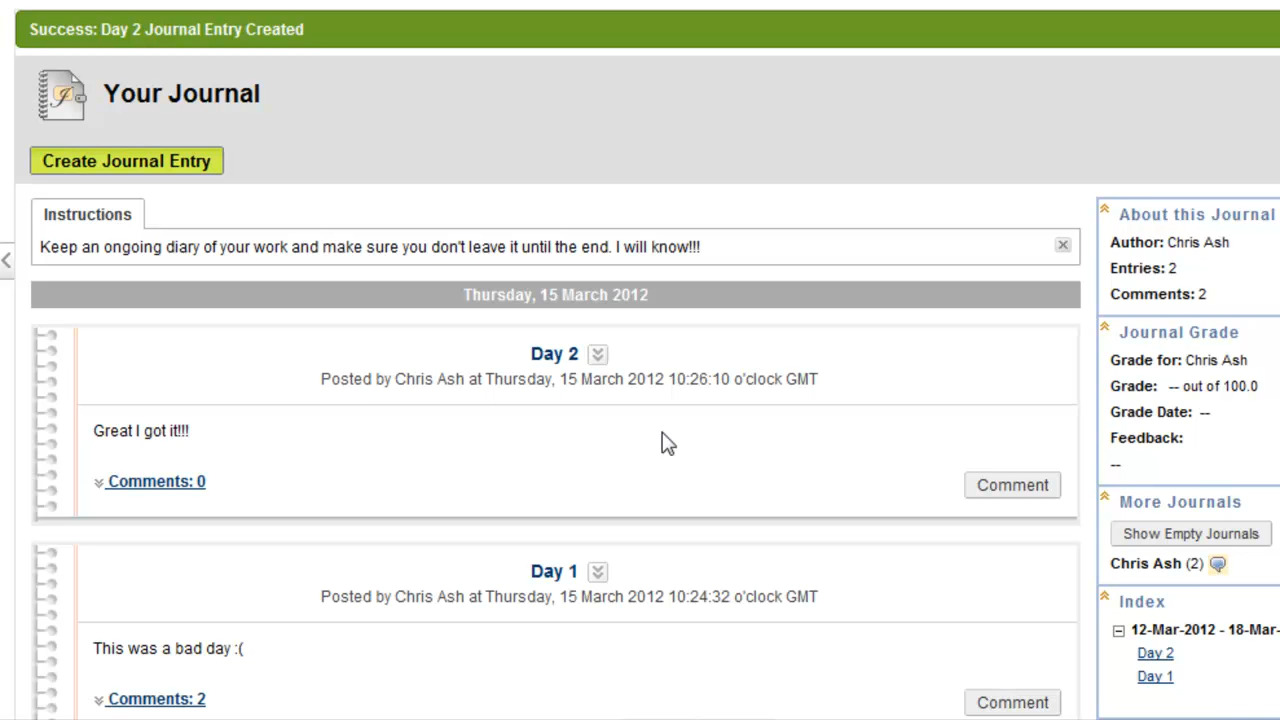 Success: Day 2 Journal Entry Created
Your Journal
Create Journal Entry
Instructions
Keep an ongoing diary of your work and make sure you don't leave it until the end. I will know!!!
Thursday, 15 March 2012
Day 2
Posted by Chris Ash at Thursday, 15 March 2012 10:26:10 o'clock GMT
Great I got it!!!
Comments: 0
Comment
Day 1
Posted by Chris Ash at Thursday, 15 March 2012 10:24:32 o'clock GMT
This was a bad day :(
Comments: 2
Comment
About this Journal
Author: Chris Ash
Entries: 2
Comments: 2
Journal Grade
Grade for: Chris Ash
Grade: -- out of 100.0
Grade Date: --
Feedback:
--
More Journals
Show Empty Journals
Chris Ash (2)
Index
12-Mar-2012 - 18-Mar-
Day 2
Day 1